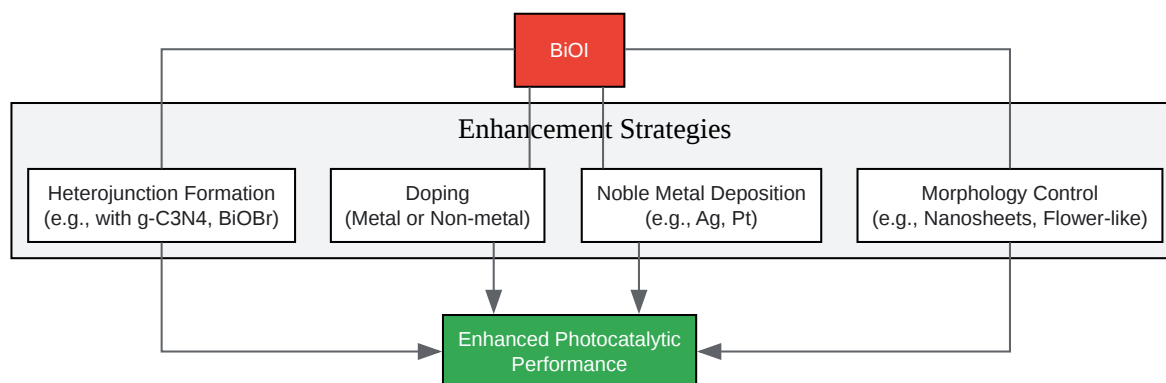 BiOI
Enhancement Strategies
Heterojunction Formation
(e.g., with g-C3N4, BiOBr)
Doping
(Metal or Non-metal)
Noble Metal Deposition
(e.g., Ag, Pt)
Morphology Control
(e.g., Nanosheets, Flower-like)
Enhanced Photocatalytic
Performance